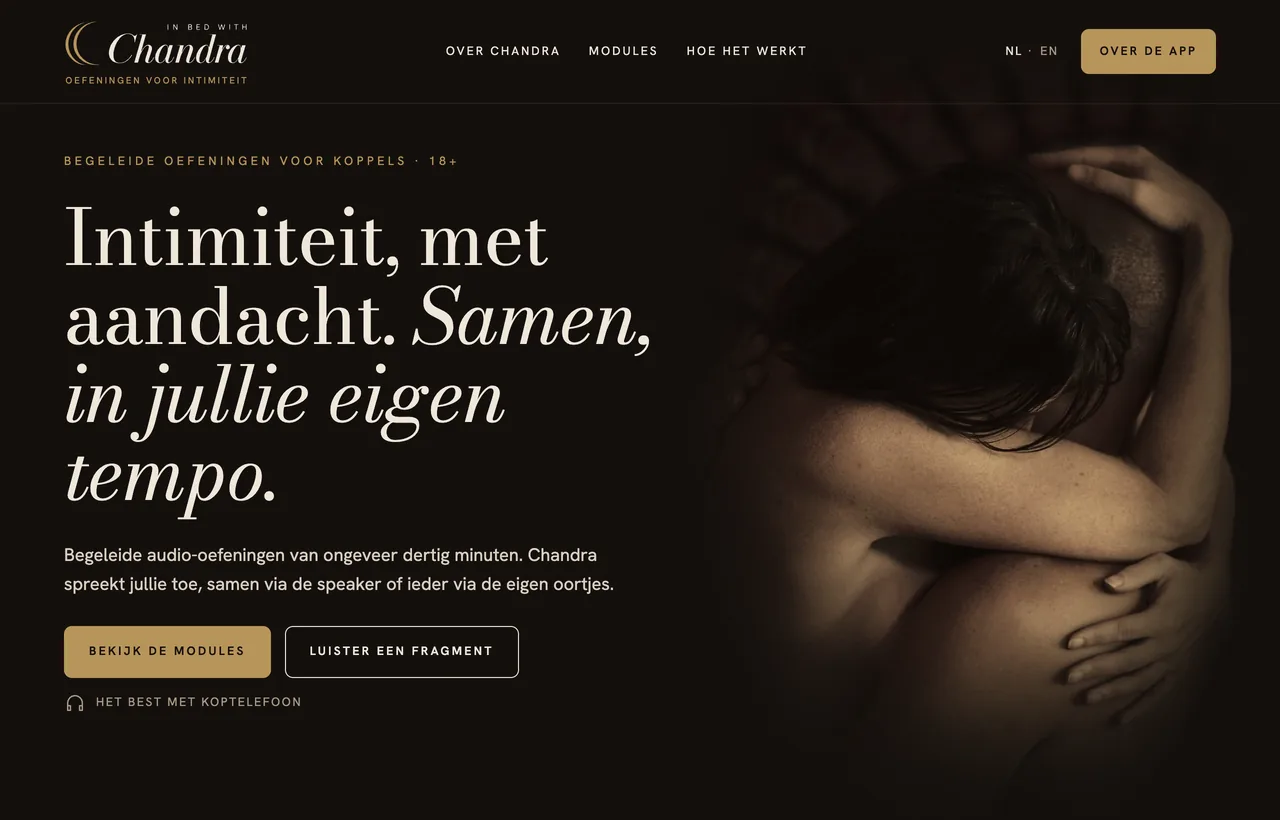 IN BED WITH
Chandra
OEFENINGEN VOOR INTIMITEIT
OVER CHANDRA
MODULES
HOE HET WERKT
NL · EN
OVER DE APP
BEGELEIDE OEFENINGEN VOOR KOPPELS · 18+
Intimiteit, met
aandacht. Samen,
in jullie eigen
tempo.
Begeleide audio-oefeningen van ongeveer dertig minuten. Chandra
spreekt jullie toe, samen via de speaker of ieder via de eigen oortjes.
BEKIJK DE MODULES
LUISTER EEN FRAGMENT
HET BEST MET KOPTELEFOON